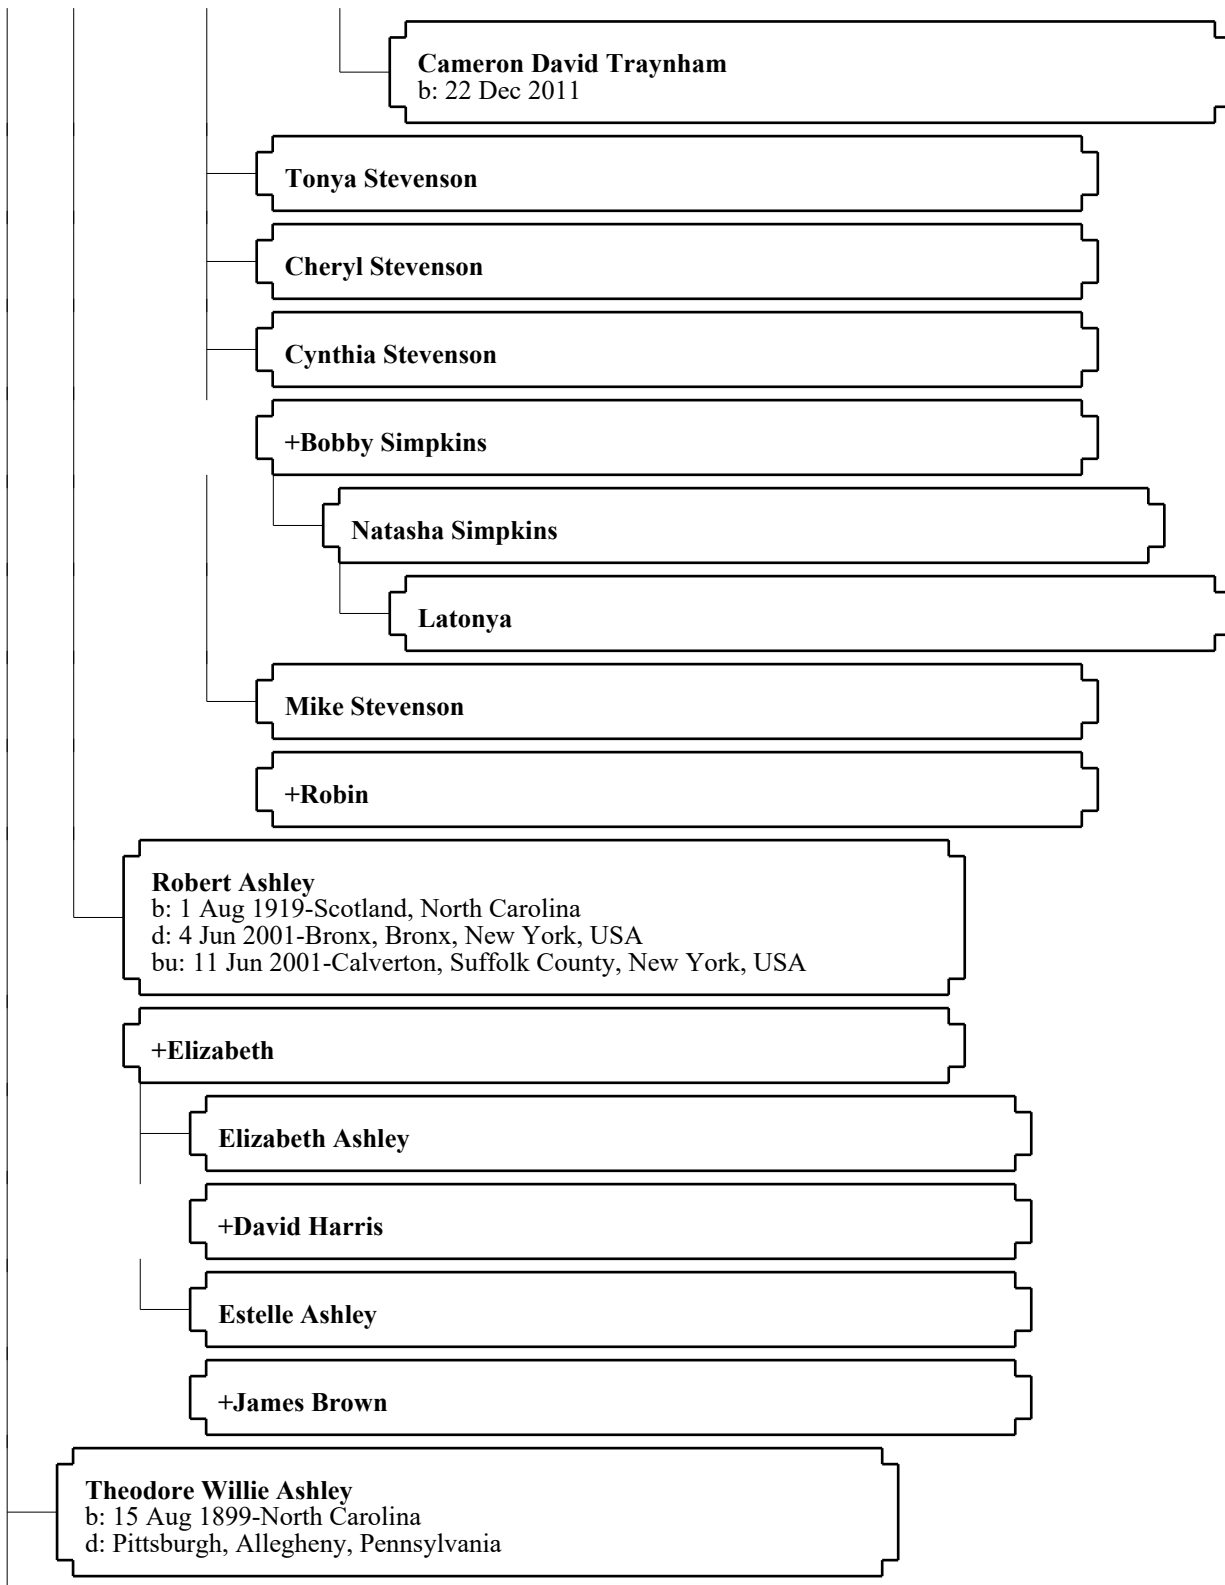 Cameron David Traynham
b: 22 Dec 2011
Tonya Stevenson
Cheryl Stevenson
Cynthia Stevenson
+Bobby Simpkins
Natasha Simpkins
Latonya
Mike Stevenson
+Robin
Robert Ashley
b: 1 Aug 1919-Scotland, North Carolina
d: 4 Jun 2001-Bronx, Bronx, New York, USA
bu: 11 Jun 2001-Calverton, Suffolk County, New York, USA
+Elizabeth
Elizabeth Ashley
+David Harris
Estelle Ashley
+James Brown
Theodore Willie Ashley
b: 15 Aug 1899-North Carolina
d: Pittsburgh, Allegheny, Pennsylvania